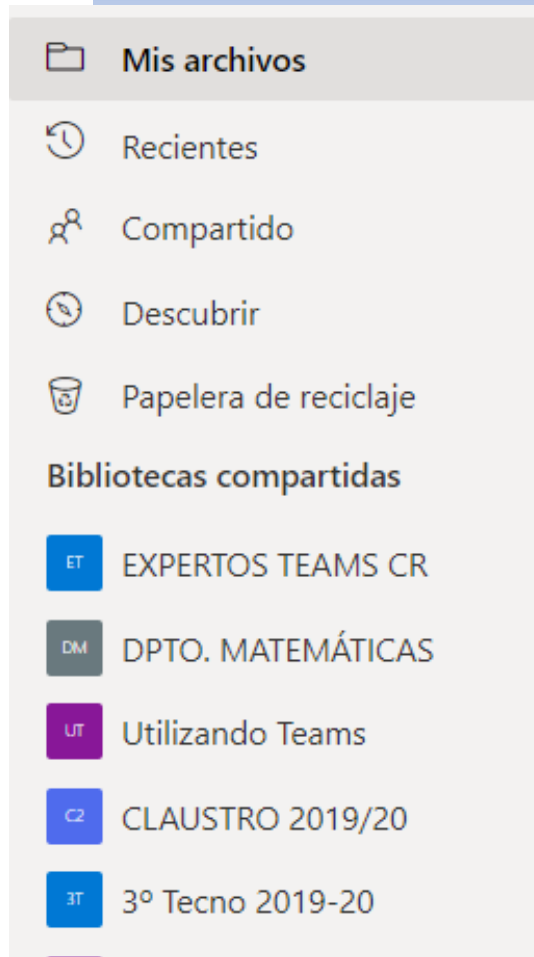 Mis archivos
Recientes
Compartido
Descubrir
Papelera de reciclaje
Bibliotecas compartidas
ET EXPERTOS TEAMS CR
DM DPTO. MATEMÁTICAS
UT Utilizando Teams
C2 CLAUSTRO 2019/20
3T 3º Tecno 2019-20